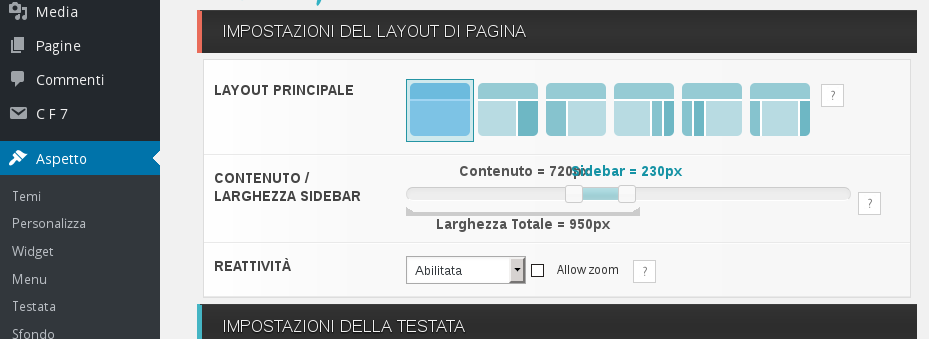 Media
Pagine
Commenti
C F 7
Aspetto
Temi
Personalizza
Widget
Menu
Testata
Sfondo
IMPOSTAZIONI DEL LAYOUT DI PAGINA
LAYOUT PRINCIPALE
?
CONTENUTO /
LARGHEZZA SIDEBAR
Contenuto = 720px
Sidebar = 230px
?
Larghezza Totale = 950px
REATTIVITÀ
Abilitata
Allow zoom
?
IMPOSTAZIONI DELLA TESTATA